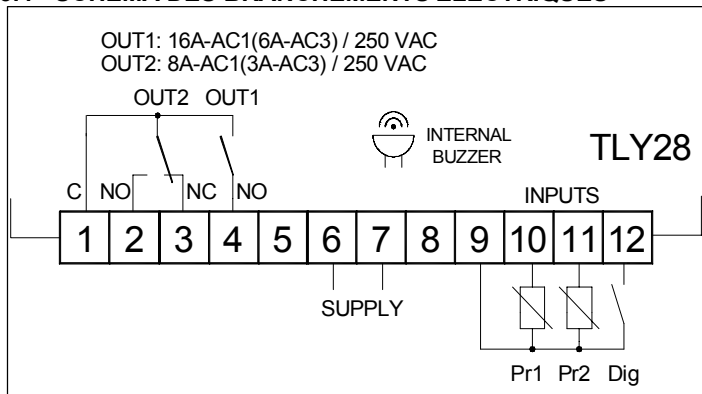 OUT1: 16A-AC1(6A-AC3) / 250 VAC
OUT2: 8A-AC1(3A-AC3) / 250 VAC
OUT2 OUT1
INTERNAL
BUZZER
TLY28
C NO NC NO
INPUTS
1 2 3 4 5 6 7 8 9 10 11 12
SUPPLY
Pr1 Pr2 Dig